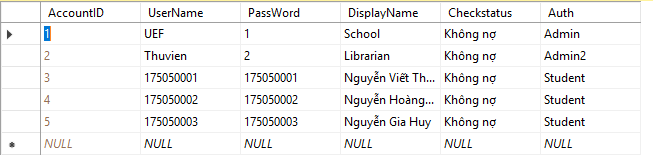 AccountID UserName PassWord DisplayName Checkstatus Auth
1 UEF 1 School Không nợ Admin
2 Thuvien 2 Librarian Không nợ Admin2
3 175050001 175050001 Nguyễn Viết Th... Không nợ Student
4 175050002 175050002 Nguyễn Hoàng... Không nợ Student
5 175050003 175050003 Nguyễn Gia Huy Không nợ Student
NULL NULL NULL NULL NULL NULL